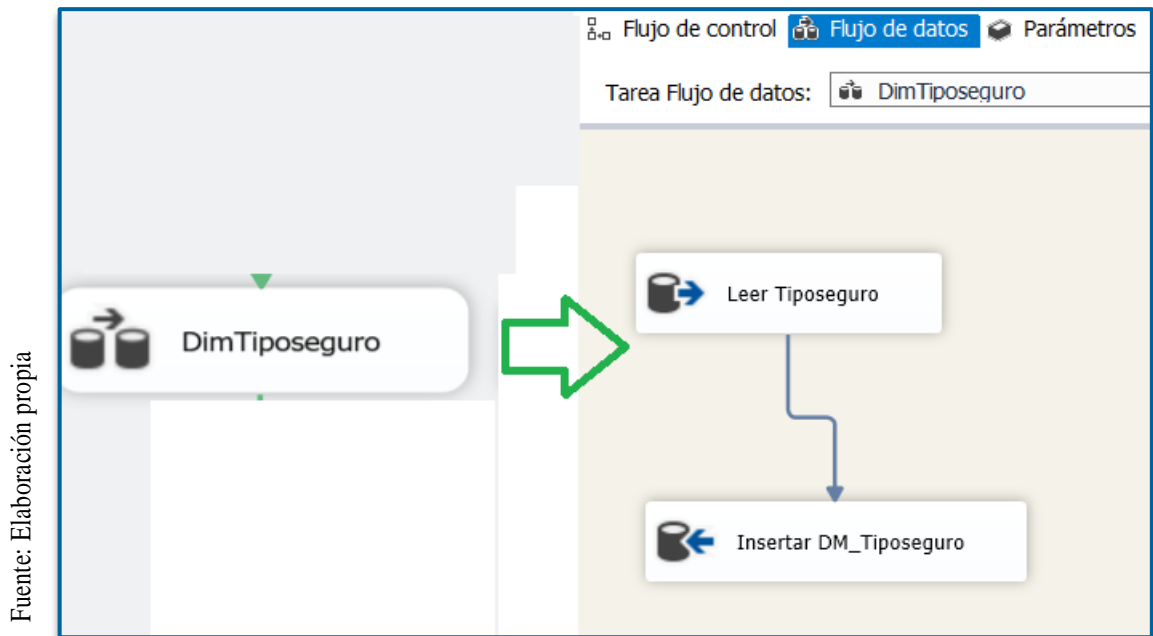 Flujo de control Flujo de datos Parámetros
Tarea Flujo de datos: DimTiposeguro
Leer Tiposeguro
DimTiposeguro
Insertar DM_Tiposeguro
Fuente: Elaboración propia